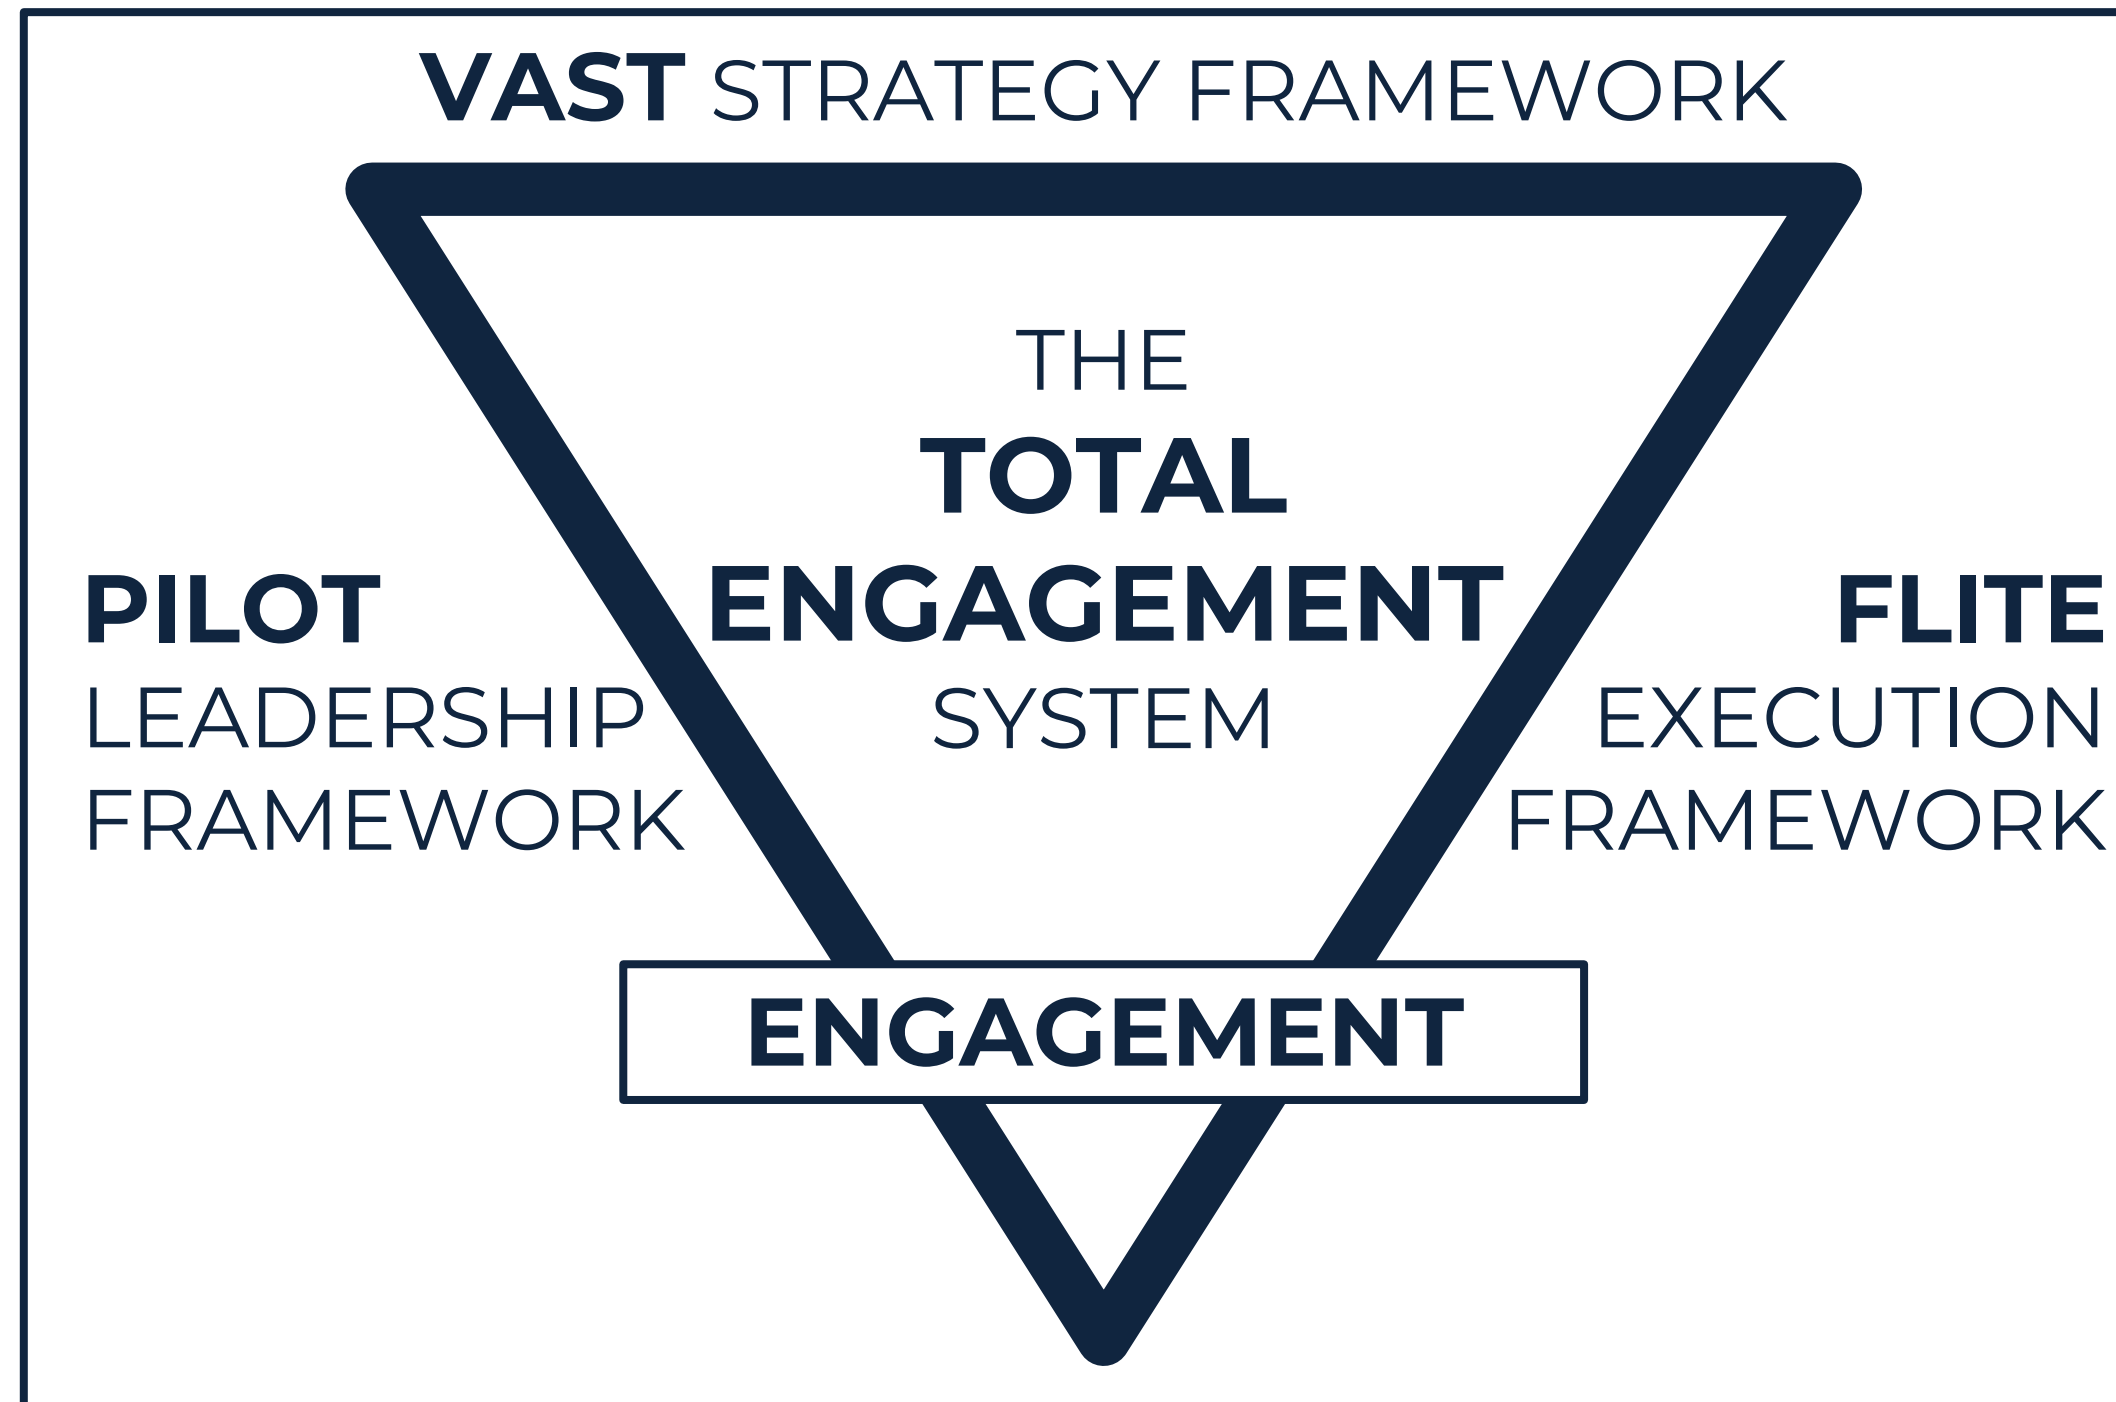 VAST STRATEGY FRAMEWORK
THE
TOTAL
ENGAGEMENT
SYSTEM
PILOT
LEADERSHIP
FRAMEWORK
FLITE
EXECUTION
FRAMEWORK
ENGAGEMENT